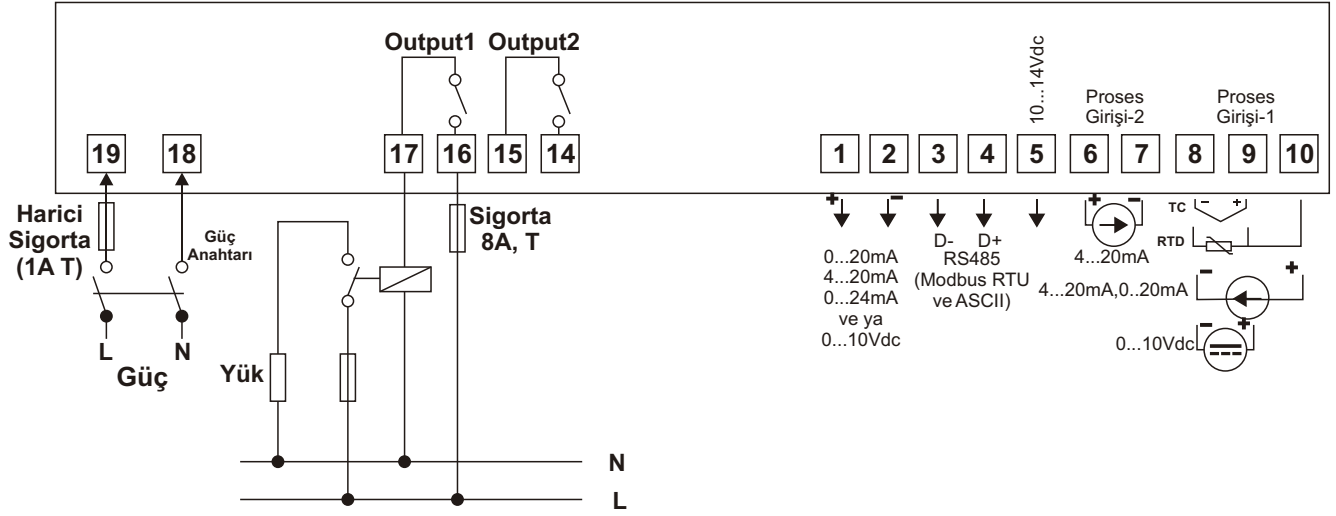 Output1 Output2
10...14Vdc
Proses
Girişi-2
Proses
Girişi-1
19 18 17 16 15 14 1 2 3 4 5 6 7 8 9 10
Harici
Sigorta
(1A T)
Güç
Anahtarı
L N
Güç
Yük
Sigorta
8A, T
N
L
+ -
0...20mA
4...20mA
0...24mA
ve ya
0...10Vdc
D- D+
RS485
(Modbus RTU
ve ASCII)
+ -
4...20mA
TC - +
RTD
- +
4...20mA,0...20mA
- +
0...10Vdc